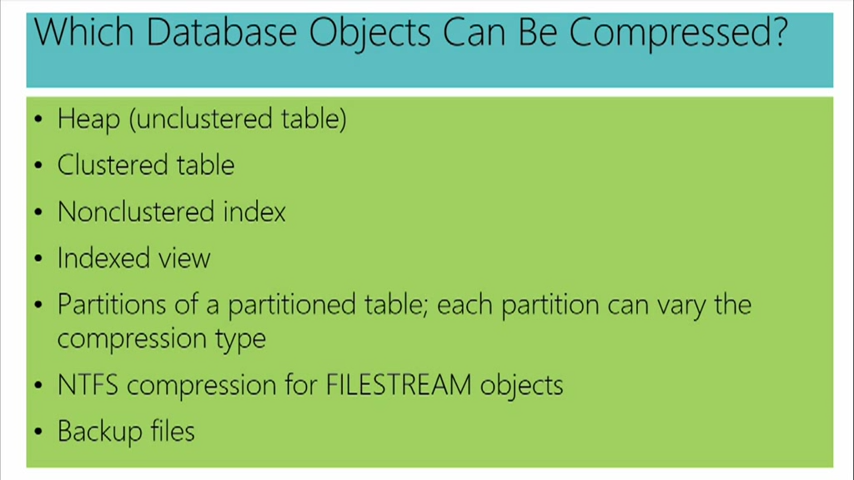 Which Database Objects Can Be Compressed?
• Heap (unclustered table)
• Clustered table
• Nonclustered index
• Indexed view
• Partitions of a partitioned table; each partition can vary the
compression type
• NTFS compression for FILESTREAM objects
• Backup files